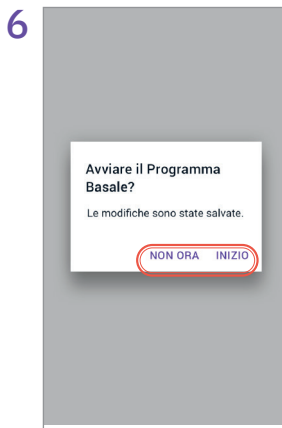 6
Avviare il Programma
Basale?
Le modifiche sono state salvate.
NON ORA INIZIO